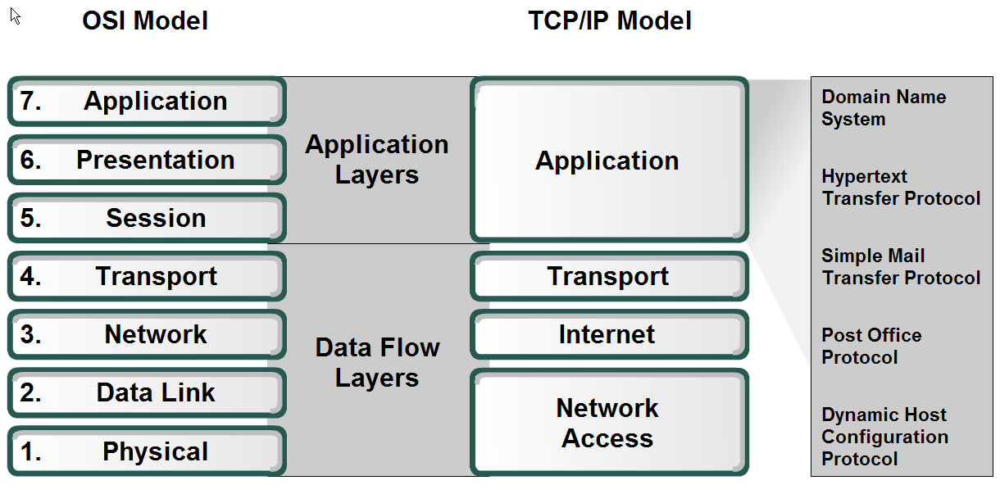 OSI Model
TCP/IP Model
7. Application
6. Presentation
5. Session
4. Transport
3. Network
2. Data Link
1. Physical
Application
Layers
Data Flow
Layers
Application
Transport
Internet
Network
Access
Domain Name
System
Hypertext
Transfer Protocol
Simple Mail
Transfer Protocol
Post Office
Protocol
Dynamic Host
Configuration
Protocol